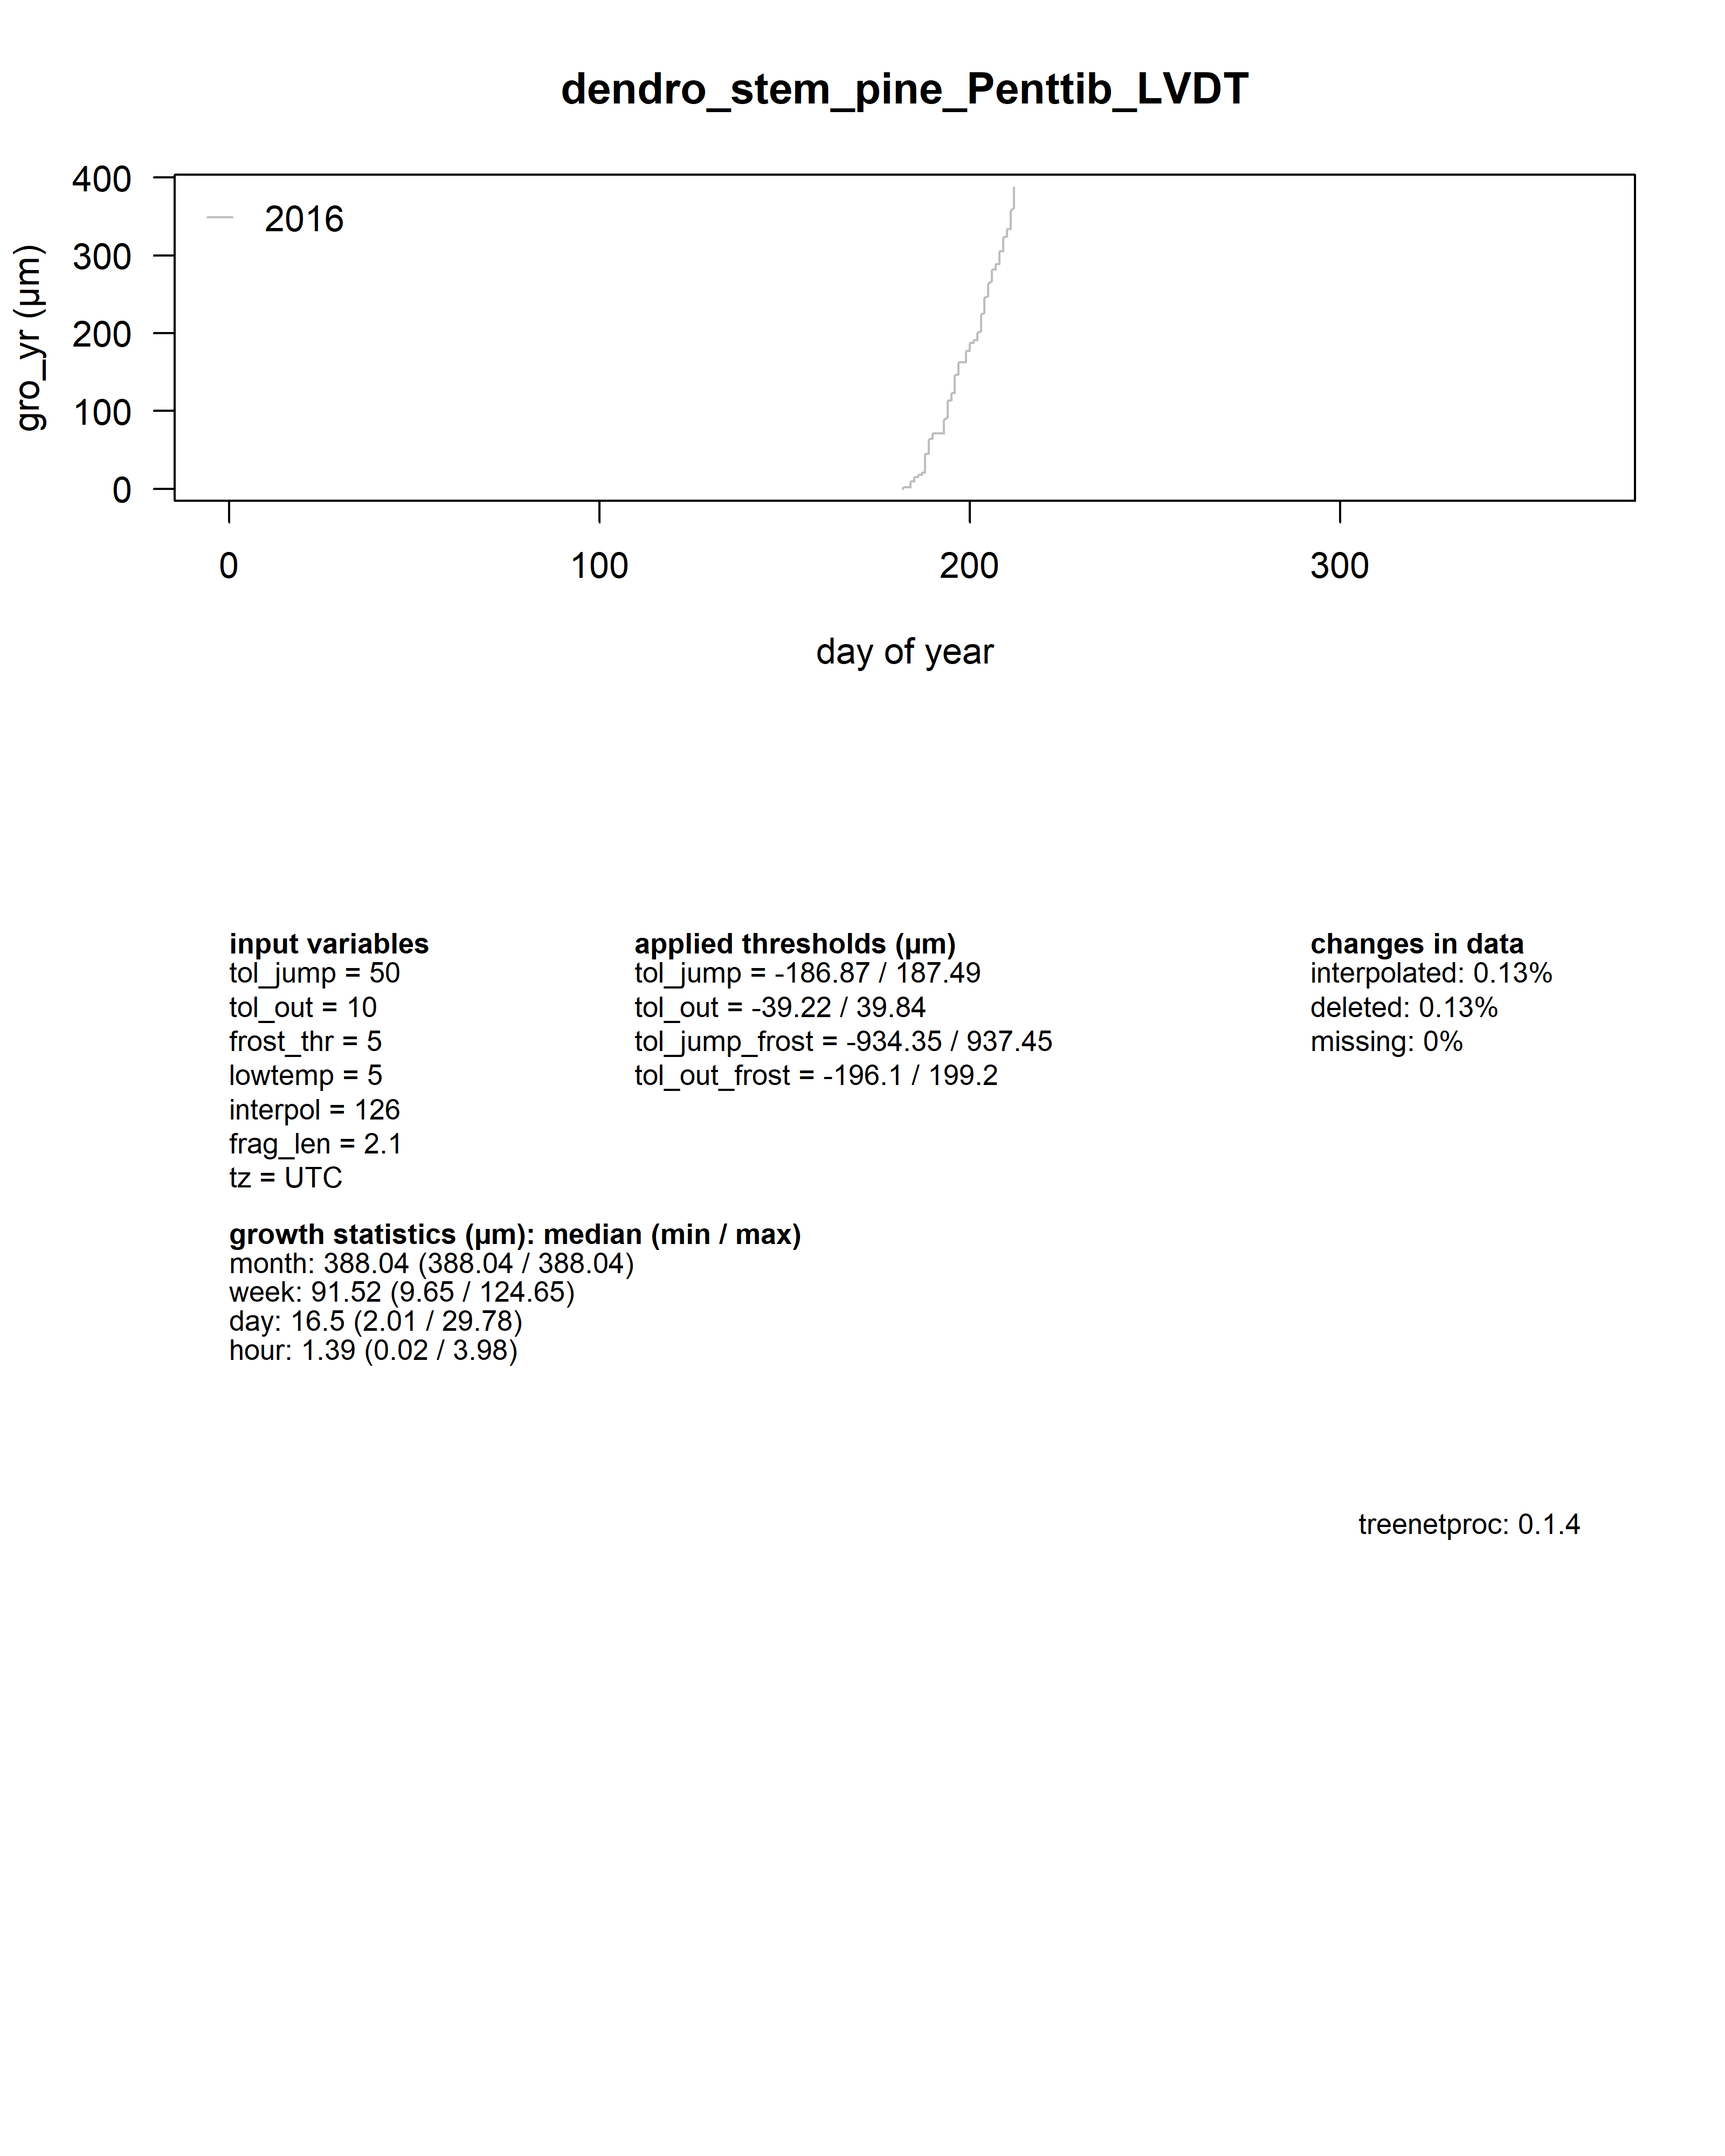 dendro_stem_pine_Penttib_LVDT
400
300
200
100
0
gro_yr (µm)
2016
0 100 200 300
day of year
input variables
tol_jump = 50
tol_out = 10
frost_thr = 5
lowtemp = 5
interpol = 126
frag_len = 2.1
tz = UTC
applied thresholds (µm)
tol_jump = -186.87 / 187.49
tol_out = -39.22 / 39.84
tol_jump_frost = -934.35 / 937.45
tol_out_frost = -196.1 / 199.2
changes in data
interpolated: 0.13%
deleted: 0.13%
missing: 0%
growth statistics (µm): median (min / max)
month: 388.04 (388.04 / 388.04)
week: 91.52 (9.65 / 124.65)
day: 16.5 (2.01 / 29.78)
hour: 1.39 (0.02 / 3.98)
treenetproc: 0.1.4